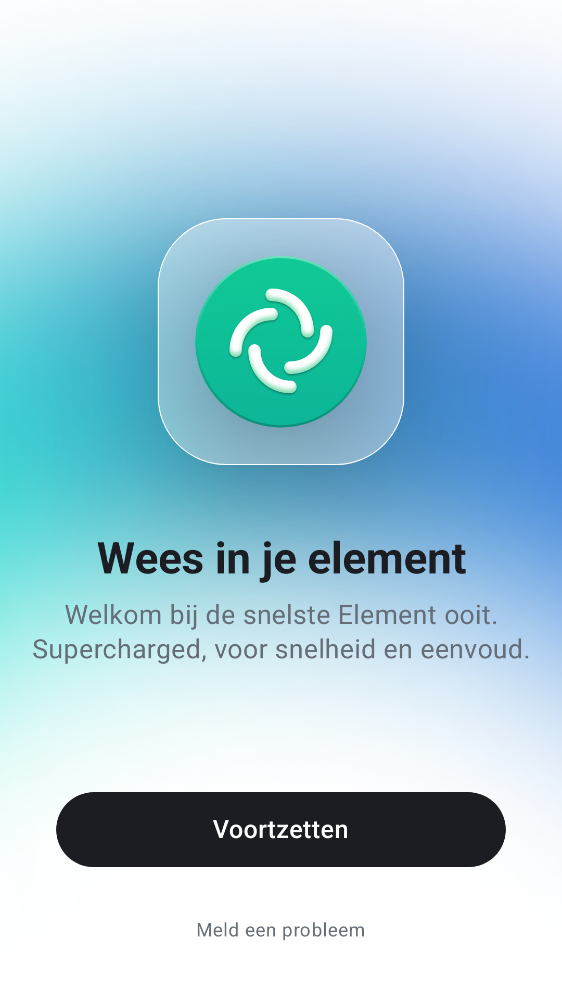 Wees in je element
Welkom bij de snelste Element ooit.
Supercharged, voor snelheid en eenvoud.
Voortzetten
Meld een probleem